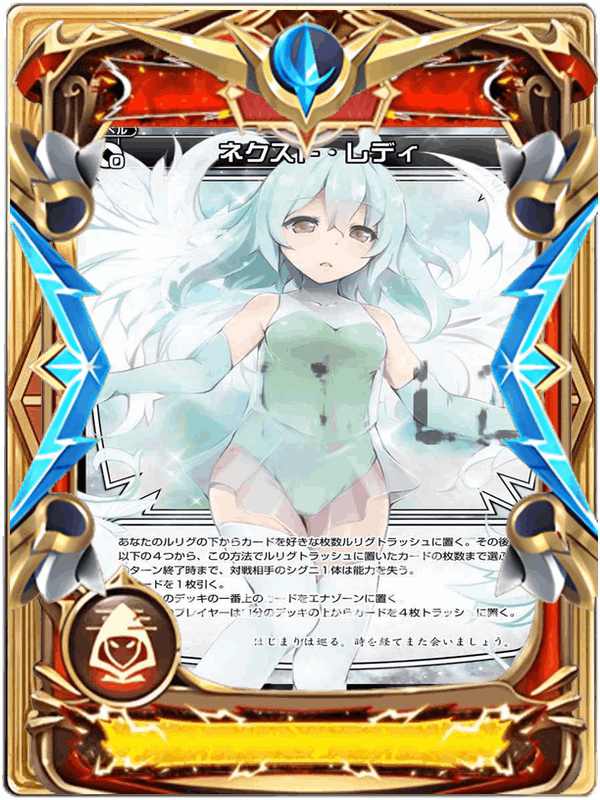 ベル
0
ネクスト・レディ
あなたのルリグの下からカードを好きな枚数ルリグトラッシュに置く。その後
以下の4つから、この方法でルリグトラッシュに置いたカードの枚数まで選
ターン終了時まで、対戦相手のシグニ1体は能力を失う。
ードを1枚引く。
のデッキの一番上のカードをエナゾーンに置く
プレイヤーは自分のデッキの上からカードを4枚トラッシュに置く。
はじまりは巡る。時を経てまた会いましょう。